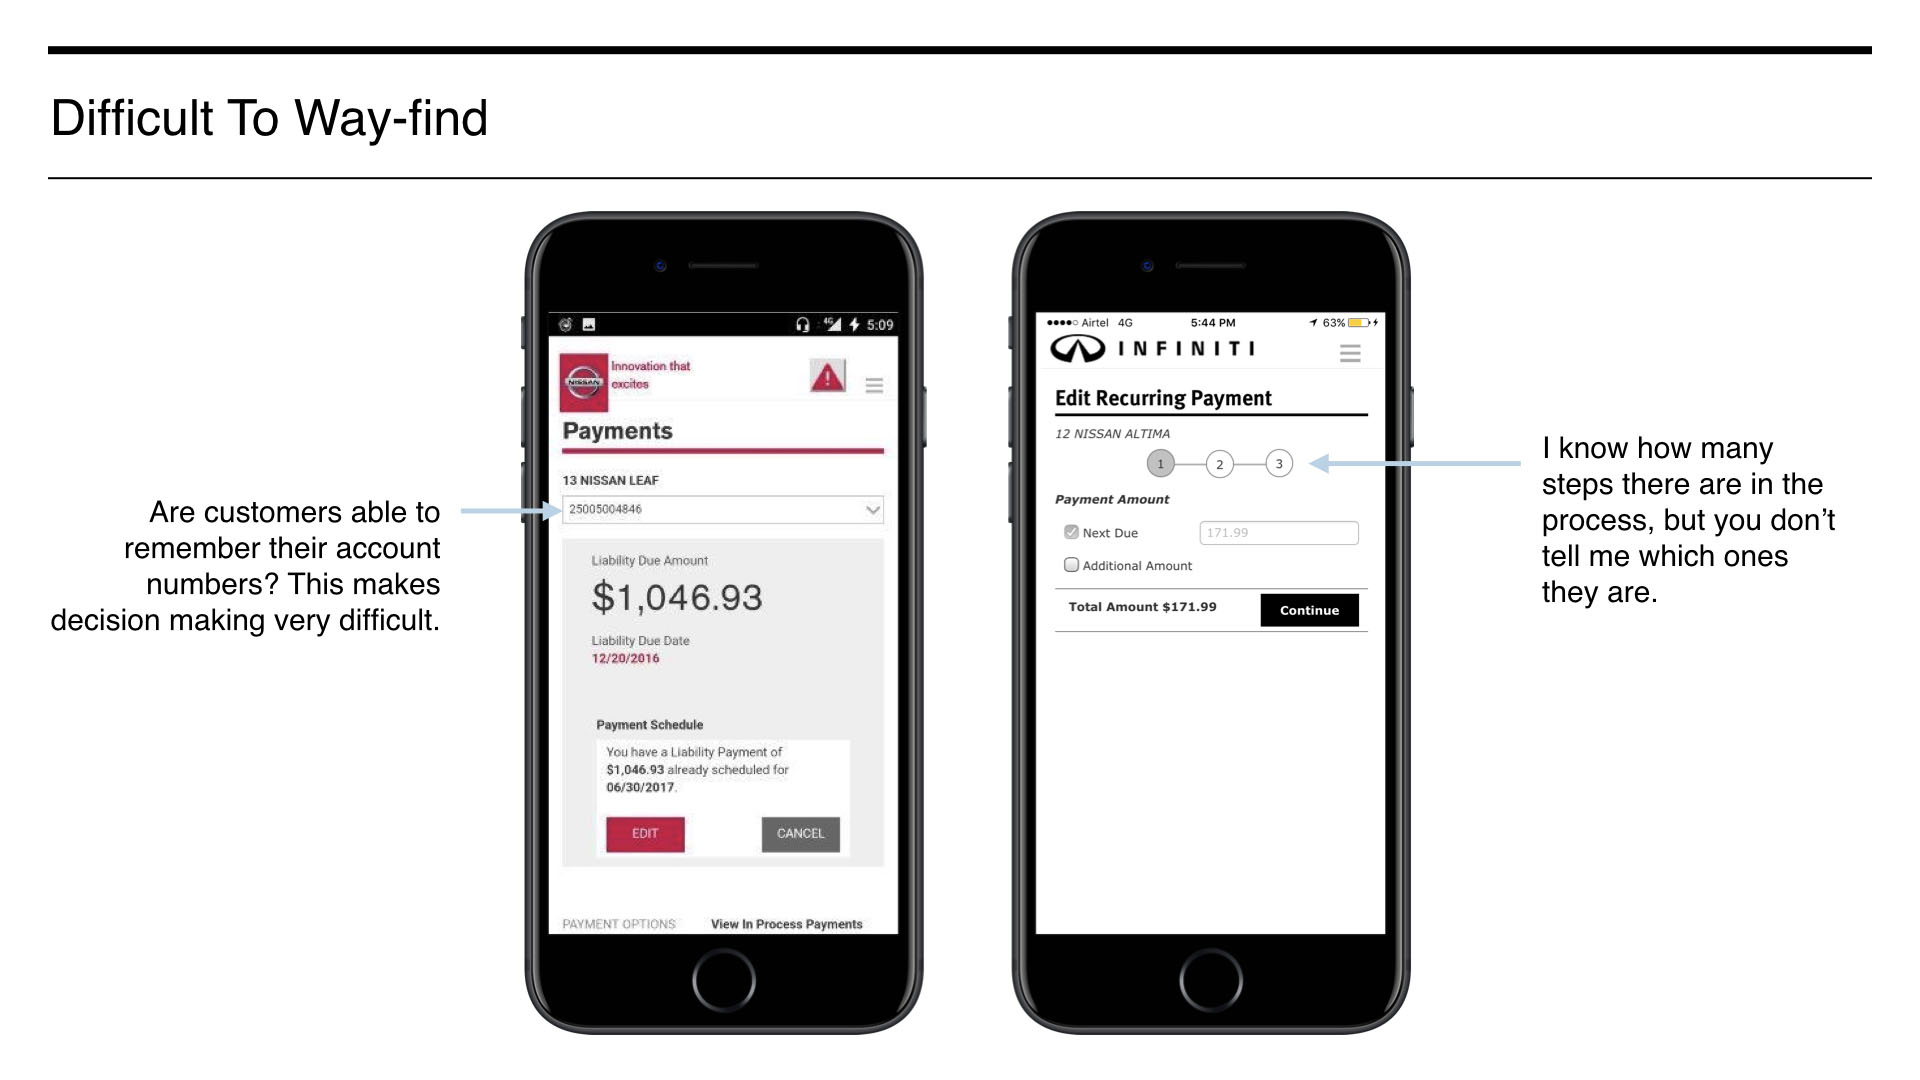 Difficult To Way-find
Are customers able to
remember their account
numbers? This makes
decision making very difficult.
4G
5:09
NISSAN
Innovation that
excites
Payments
13 NISSAN LEAF
25005004846
Liability Due Amount
$1,046.93
Liability Due Date
12/20/2016
Payment Schedule
You have a Liability Payment of
$1,046.93 already scheduled for
06/30/2017.
EDIT CANCEL
PAYMENT OPTIONS View In Process Payments
Airtel 4G 5:44 PM 63%
INFINITI
Edit Recurring Payment
12 NISSAN ALTIMA
1 2 3
Payment Amount
Next Due 171.99
Additional Amount
Total Amount $171.99 Continue
I know how many
steps there are in the
process, but you don’t
tell me which ones
they are.